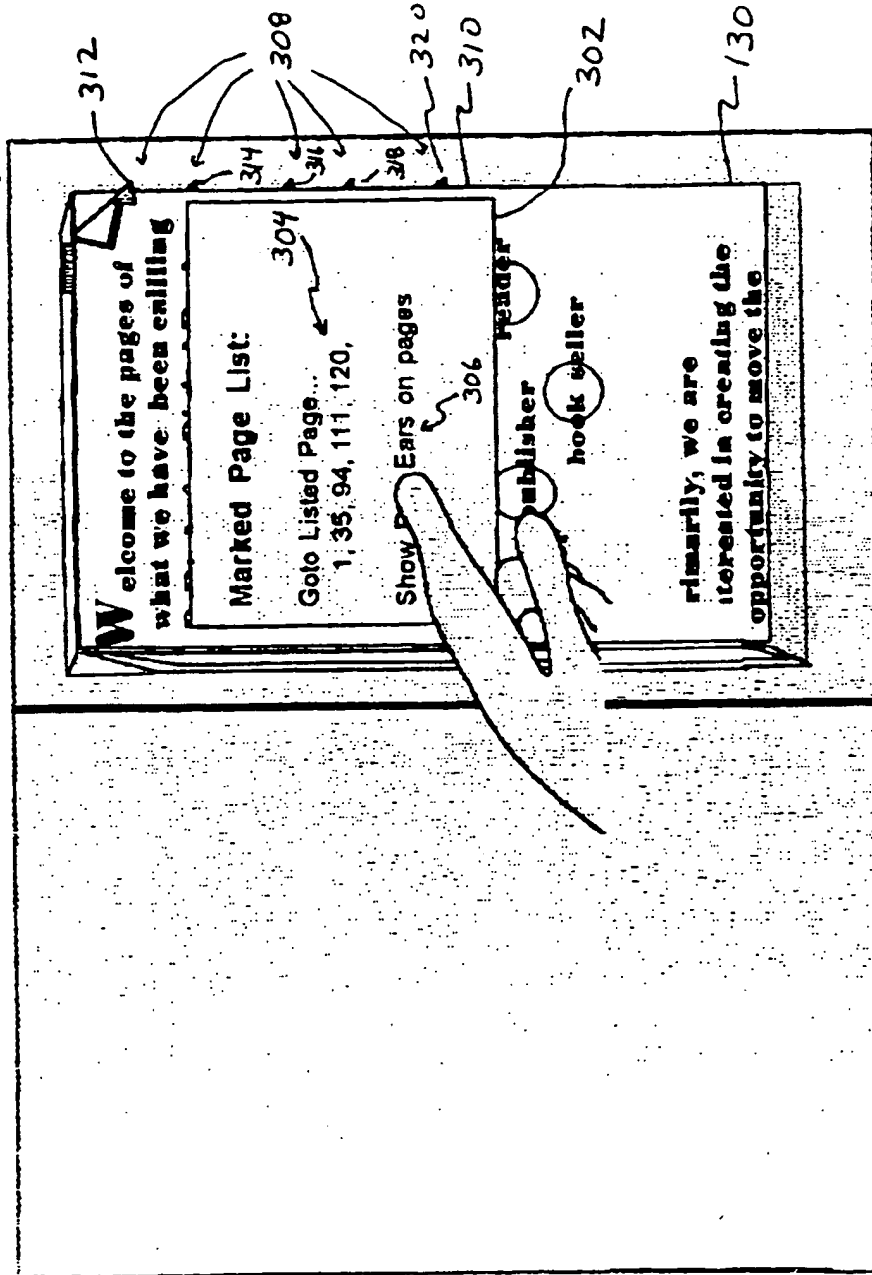 312
308
314
316
318
320
310
302
130
Welcome to the pages of
what we have been
Marked Page List:
304
Goto Listed Page...
1, 35, 94, 111, 120,
Show Ears on pages
306
reader
ublisher
book seller
rimarily, we are
iterested in creating the
opportunity to move the